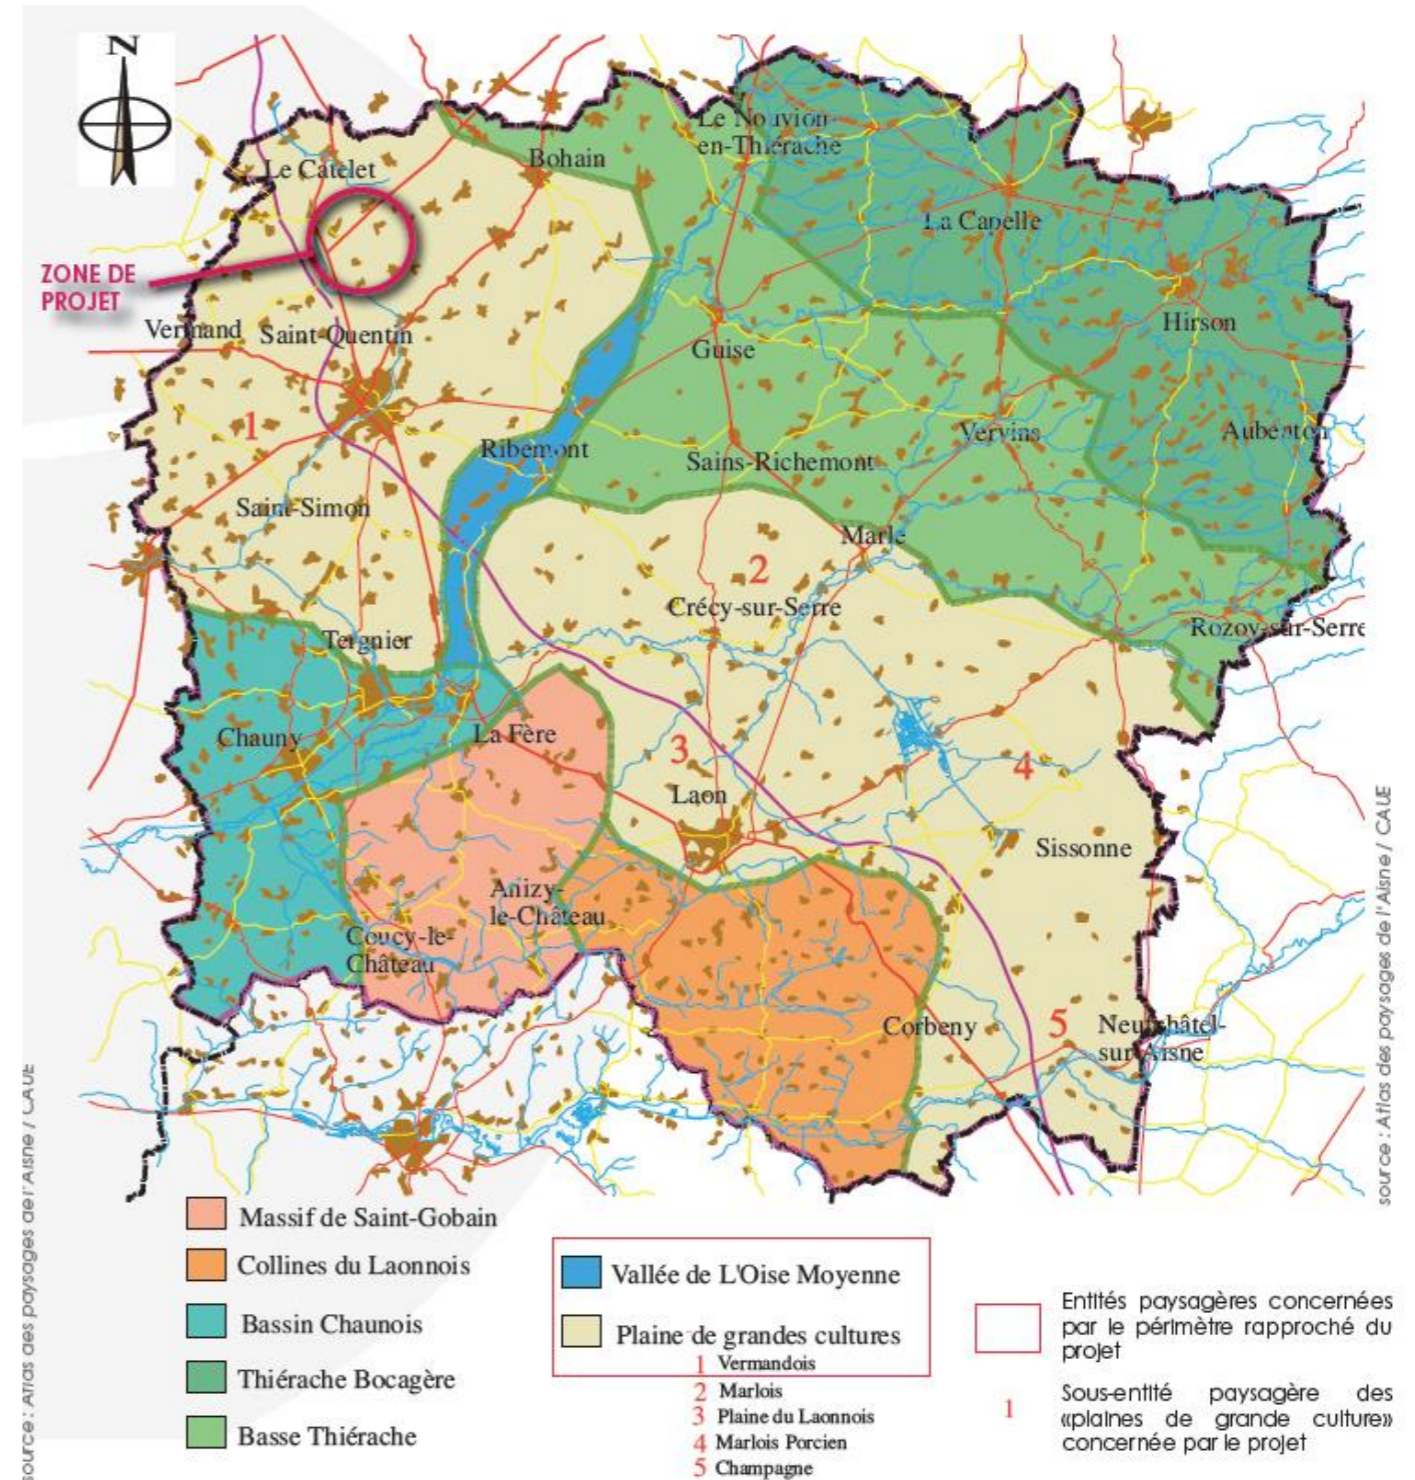 N
Le Nouvion-
en-Thiérache
Bohain
Le Catelet
La Capelle
ZONE DE
PROJET
Vermand
Saint-Quentin
Hirson
Guise
1
Vervins
Aubenton
Ribemont
Sains-Richemont
Saint-Simon
Marle
2
Crécy-sur-Serre
Rozoy-sur-Serre
Tergnier
La Fère
Chauny
3
4
Laon
Sissonne
Anizy-
le-Château
Coucy-le-
Château
Corbeny
5
Neufchâtel-
sur-Aisne
source : Atlas des paysages de l'Aisne / CAUE
source : Atlas des paysages de l'Aisne / CAUE
Massif de Saint-Gobain
Collines du Laonnois
Bassin Chaunois
Thiérache Bocagère
Basse Thiérache
Vallée de L'Oise Moyenne
Plaine de grandes cultures
1 Vermandois
2 Marlois
3 Plaine du Laonnois
4 Marlois Porcien
5 Champagne
Entités paysagères concernées
par le périmètre rapproché du
projet
1
Sous-entité paysagère des
«plaines de grande culture»
concernée par le projet